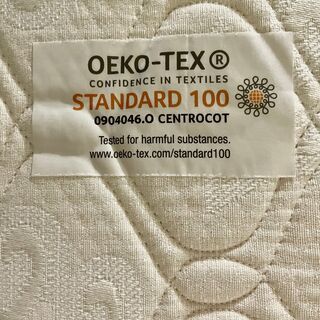 OEKO-TEX®
CONFIDENCE IN TEXTILES
STANDARD 100
0904046.O CENTROCOT
Tested for harmful substances.
www.oeko-tex.com/standard100